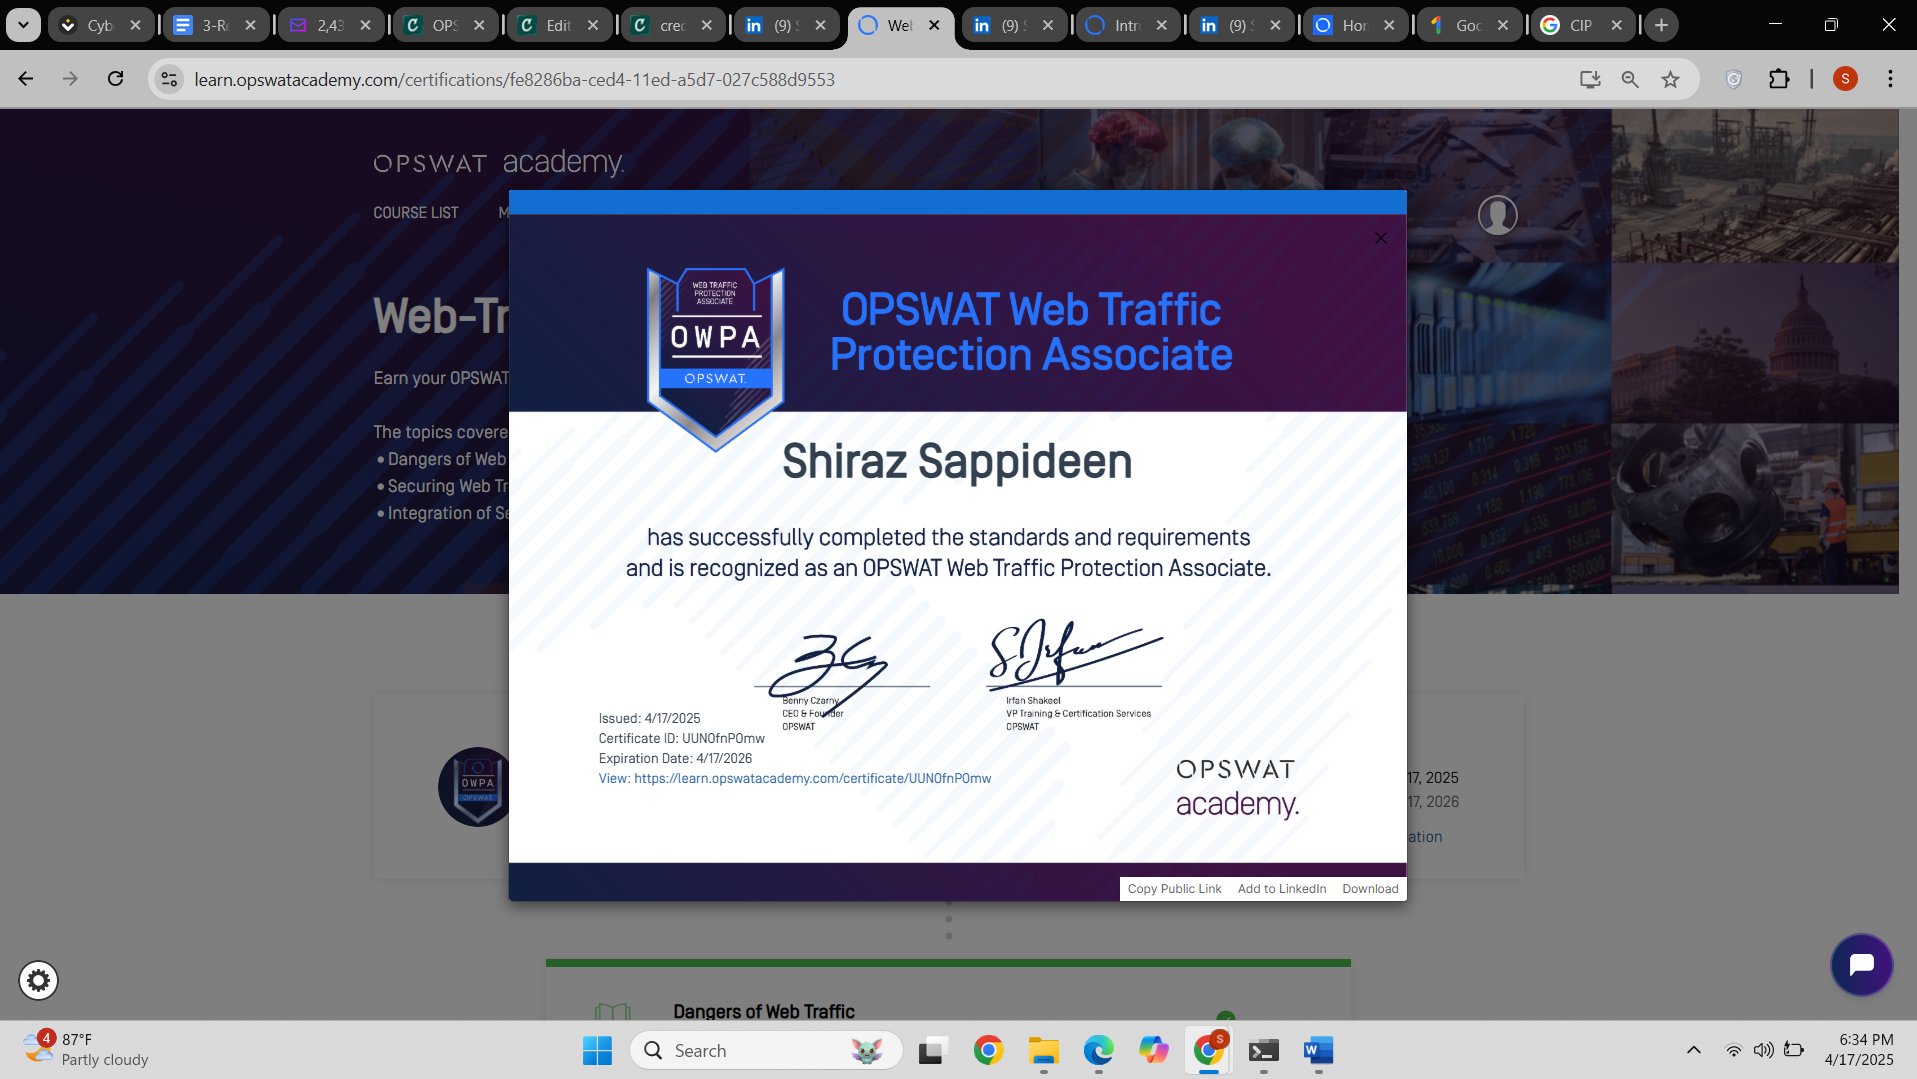 Cyb
3-Re
2,43
OPS
Edit
crec
(9) S
Web
(9) S
Intr
(9) S
Hor
Goc
CIP
learn.opswatacademy.com/certifications/fe8286ba-ced4-11ed-a5d7-027c588d9553
S
OPSWAT academy.
COURSE LIST
M
Web-Tr
Earn your OPSWAT
The topics covere
• Dangers of Web
• Securing Web Tr
• Integration of Se
WEB TRAFFIC
PROTECTION
ASSOCIATE
OWPA
OPSWAT.
OPSWAT Web Traffic
Protection Associate
Shiraz Sappideen
has successfully completed the standards and requirements
and is recognized as an OPSWAT Web Traffic Protection Associate.
Benny Czarny
CEO & Founder
OPSWAT
Irfan Shakeel
VP Training & Certification Services
OPSWAT
Issued: 4/17/2025
Certificate ID: UUN0fnP0mw
Expiration Date: 4/17/2026
View: https://learn.opswatacademy.com/certificate/UUN0fnP0mw
OPSWAT
academy.
OWPA
OPSWAT
17, 2025
17, 2026
ation
Copy Public Link Add to LinkedIn Download
Dangers of Web Traffic
4
87°F
Partly cloudy
Search
S
6:34 PM
4/17/2025